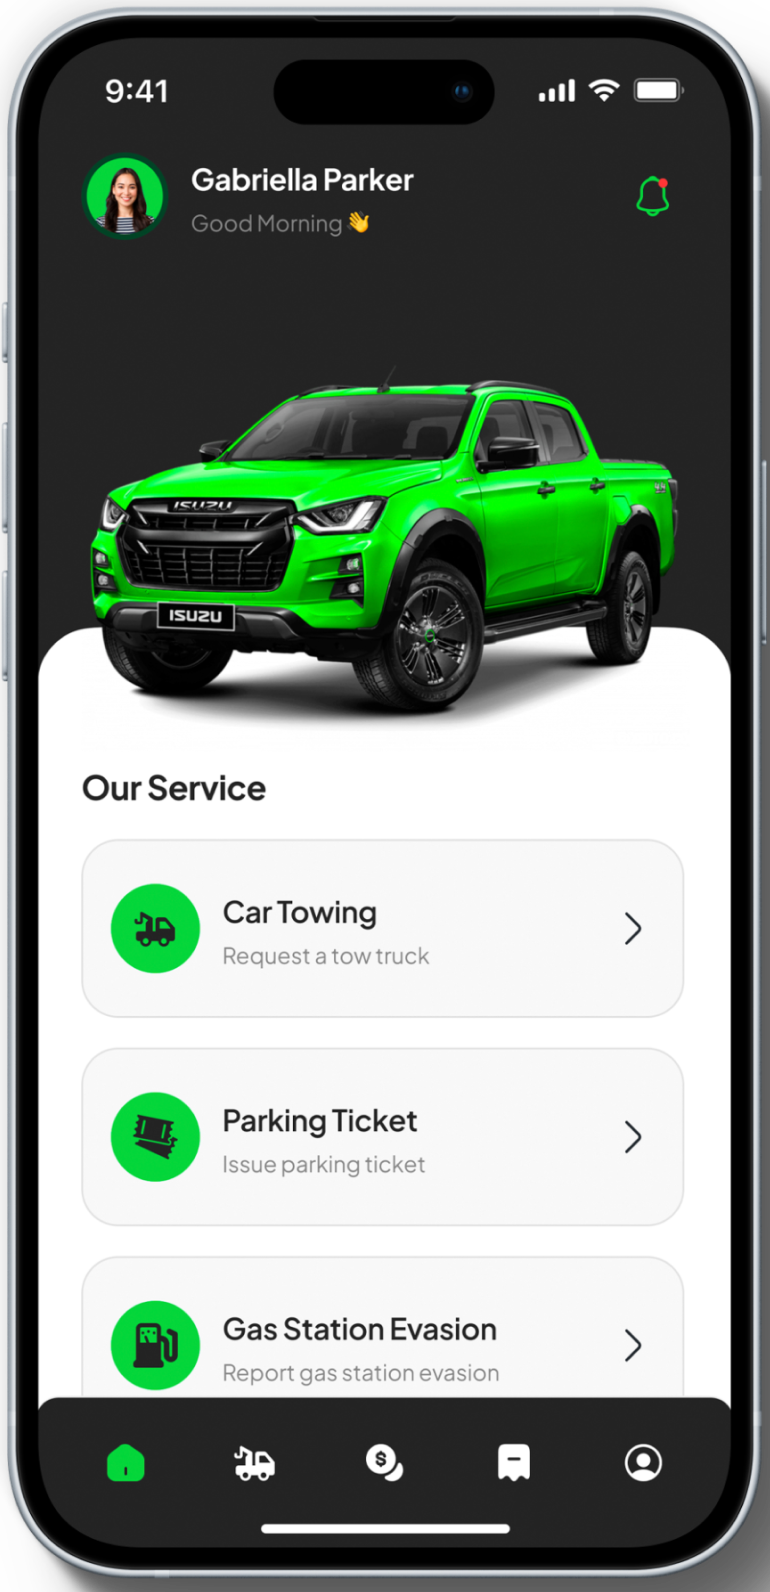 9:41
Gabriella Parker
Good Morning 👋
ISUZU
ISUZU
Our Service
Car Towing
Request a tow truck
Parking Ticket
Issue parking ticket
Gas Station Evasion
Report gas station evasion
$